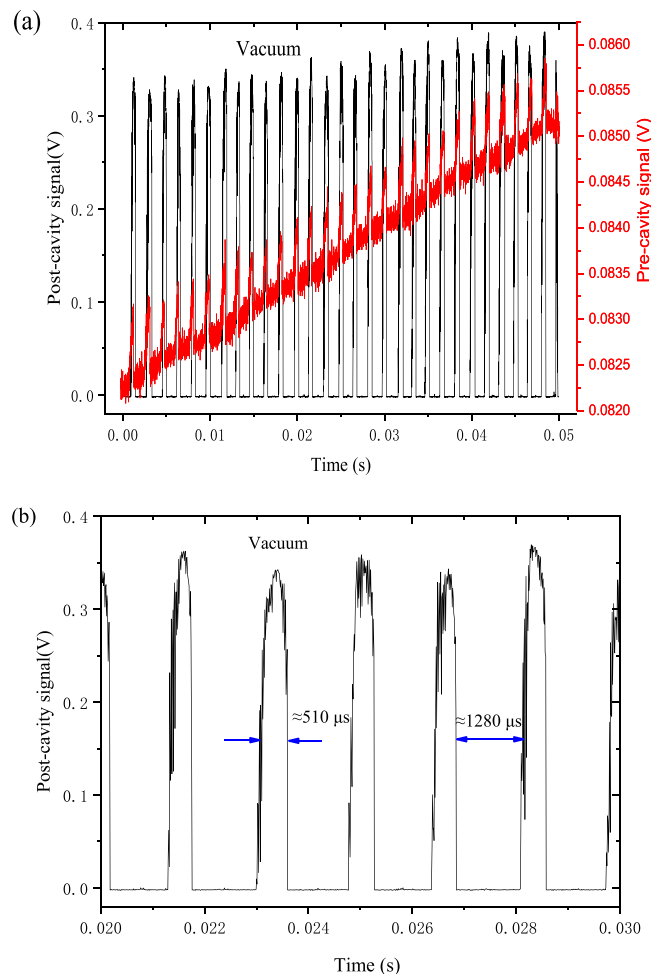 (a)
Vacuum
Post-cavity signal(V)
0.4
0.3
0.2
0.1
0.0
0.00 0.01 0.02 0.03 0.04 0.05
Time (s)
0.0860
0.0855
0.0850
0.0845
0.0840
0.0835
0.0830
0.0825
0.0820
Pre-cavity signal (V)
(b)
Vacuum
Post-cavity signal(V)
0.4
0.3
0.2
0.1
0.0
≈510 μs
≈1280 μs
0.020 0.022 0.024 0.026 0.028 0.030
Time (s)